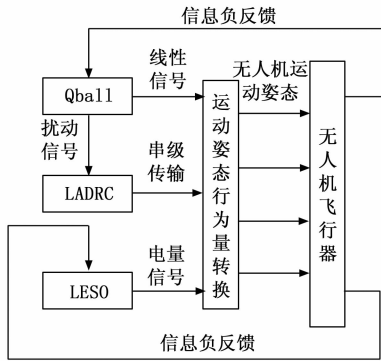 信息负反馈
线性
信号
无人机运
动姿态
Qball
扰动
信号
串级
传输
LADRC
运动姿态行为量转换
无人机飞行器
电量
信号
LESO
信息负反馈